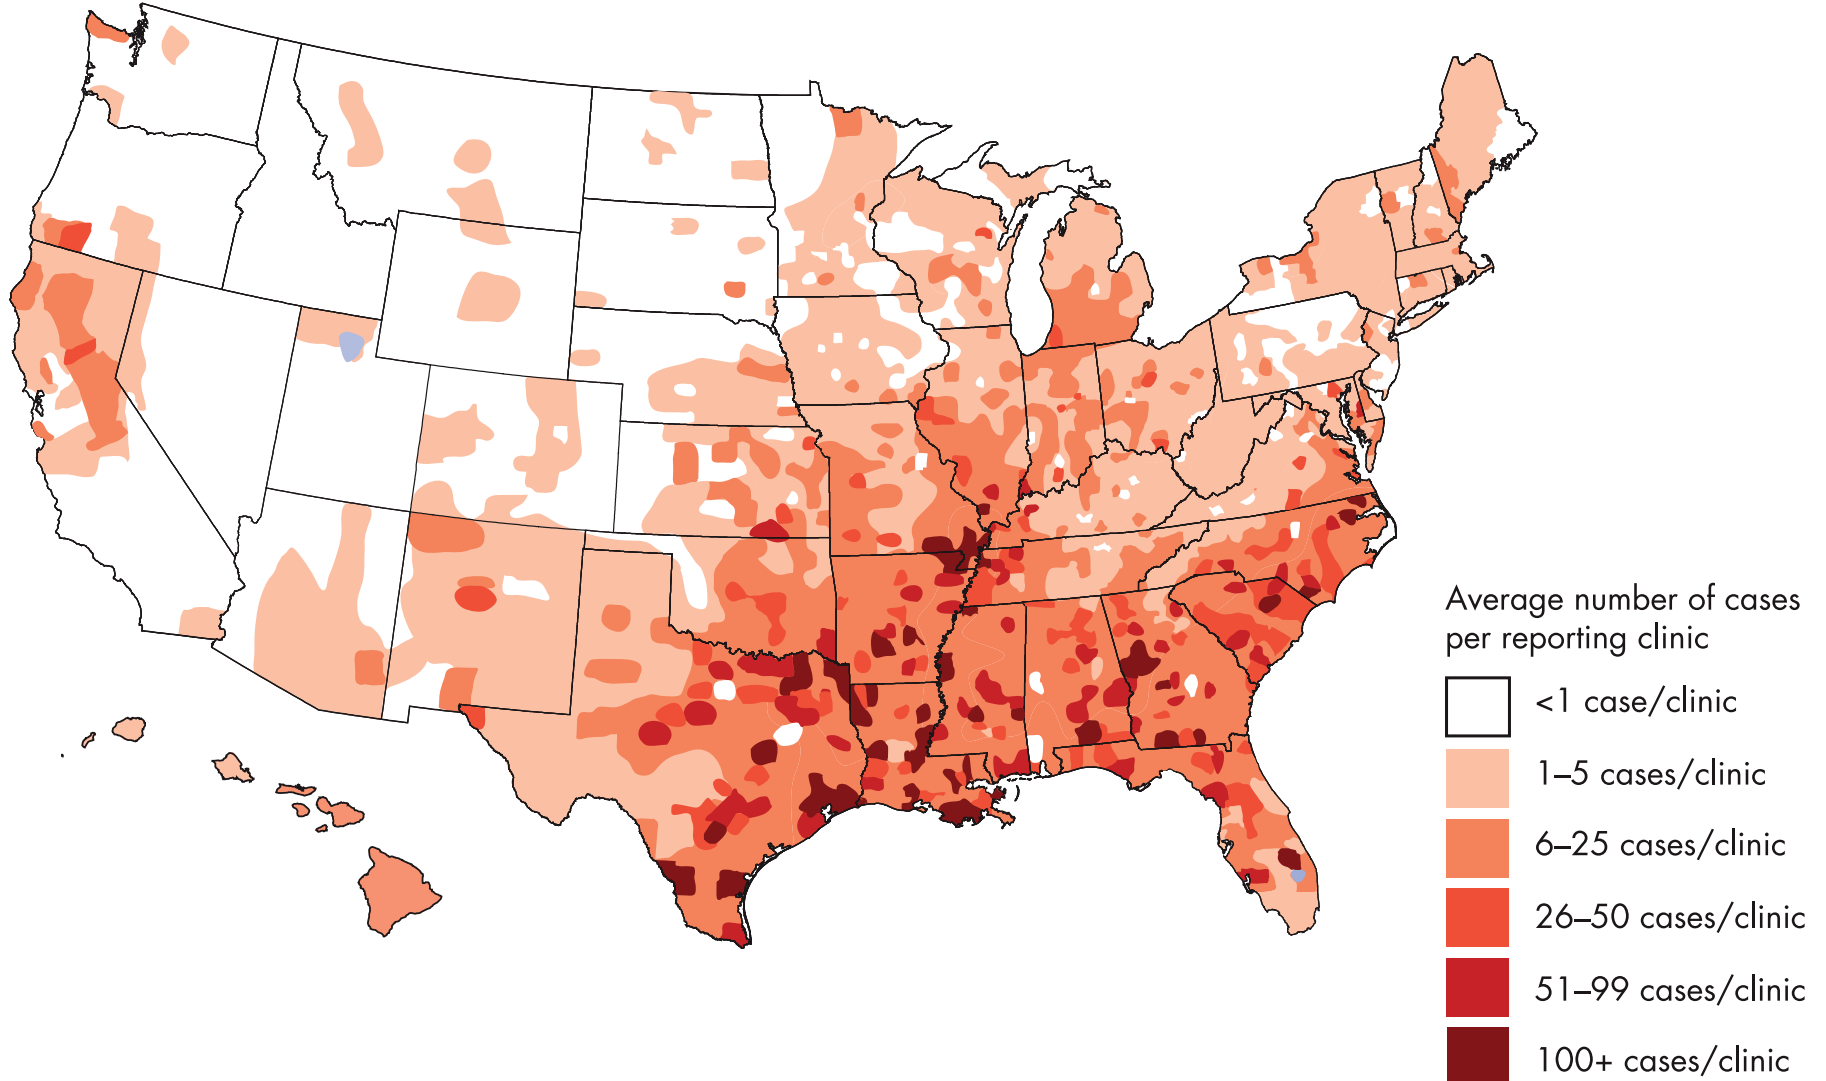 Average number of cases
per reporting clinic
<1 case/clinic
1–5 cases/clinic
6–25 cases/clinic
26–50 cases/clinic
51–99 cases/clinic
100+ cases/clinic